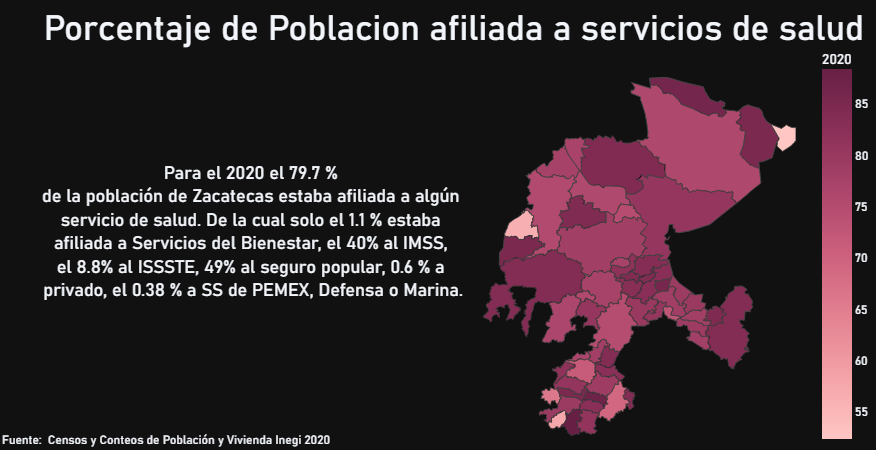 Porcentaje de Poblacion afiliada a servicios de salud
2020
85
80
75
70
65
60
55
Para el 2020 el 79.7 %
de la población de Zacatecas estaba afiliada a algún
servicio de salud. De la cual solo el 1.1 % estaba
afiliada a Servicios del Bienestar, el 40% al IMSS,
el 8.8% al ISSSTE, 49% al seguro popular, 0.6 % a
privado, el 0.38 % a SS de PEMEX, Defensa o Marina.
Fuente: Censos y Conteos de Población y Vivienda Inegi 2020